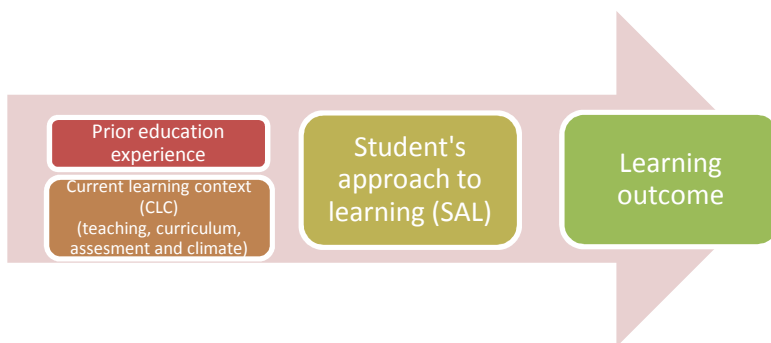 Prior education
experience
Current learning context
(CLC)
(teaching, curriculum,
assesment and climate)
Student's
approach to
learning (SAL)
Learning
outcome